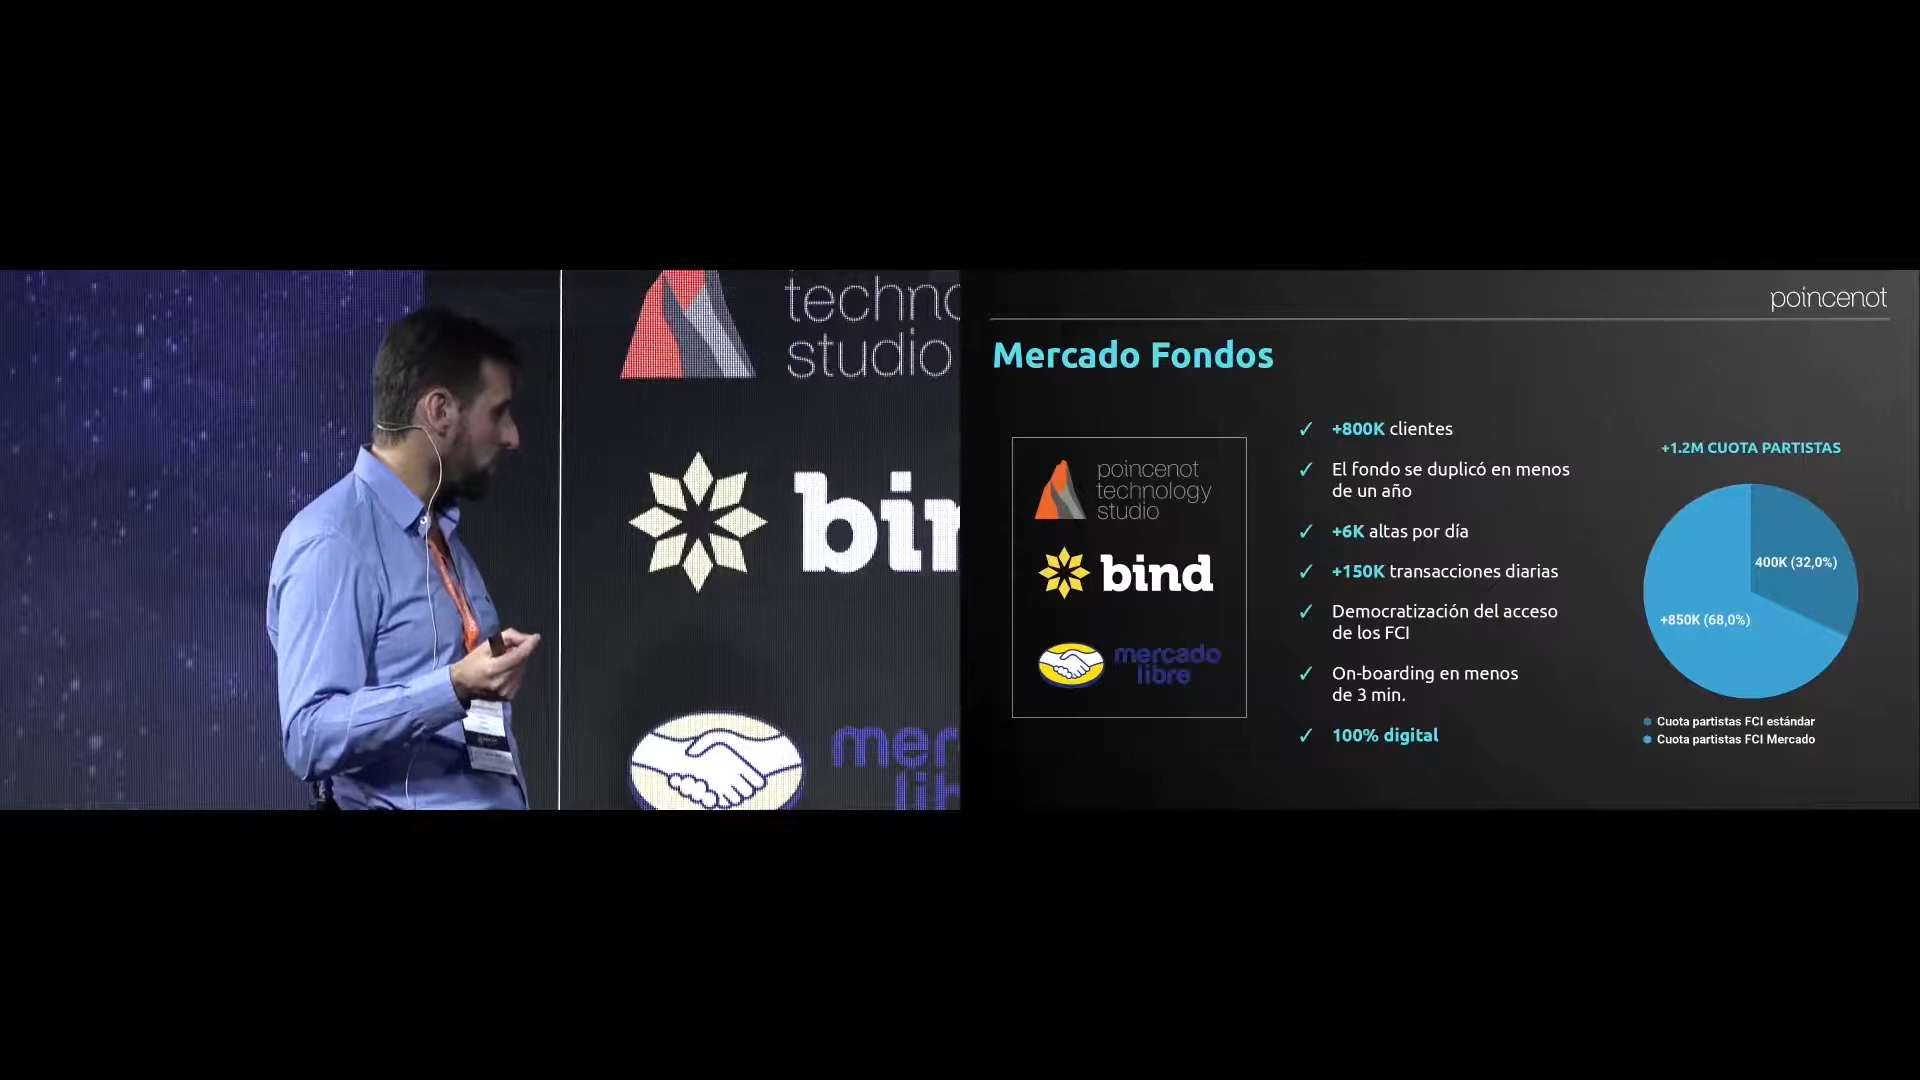 techno
studio
bin
mer
lib
poincenot
Mercado Fondos
poincenot
technology
studio
bind
mercado
libre
✓ +800K clientes
✓ El fondo se duplicó en menos
de un año
✓ +6K altas por día
✓ +150K transacciones diarias
✓ Democratización del acceso
de los FCI
✓ On-boarding en menos
de 3 min.
✓ 100% digital
+1.2M CUOTA PARTISTAS
400K (32,0%)
+850K (68,0%)
Cuota partistas FCI estándar
Cuota partistas FCI Mercado